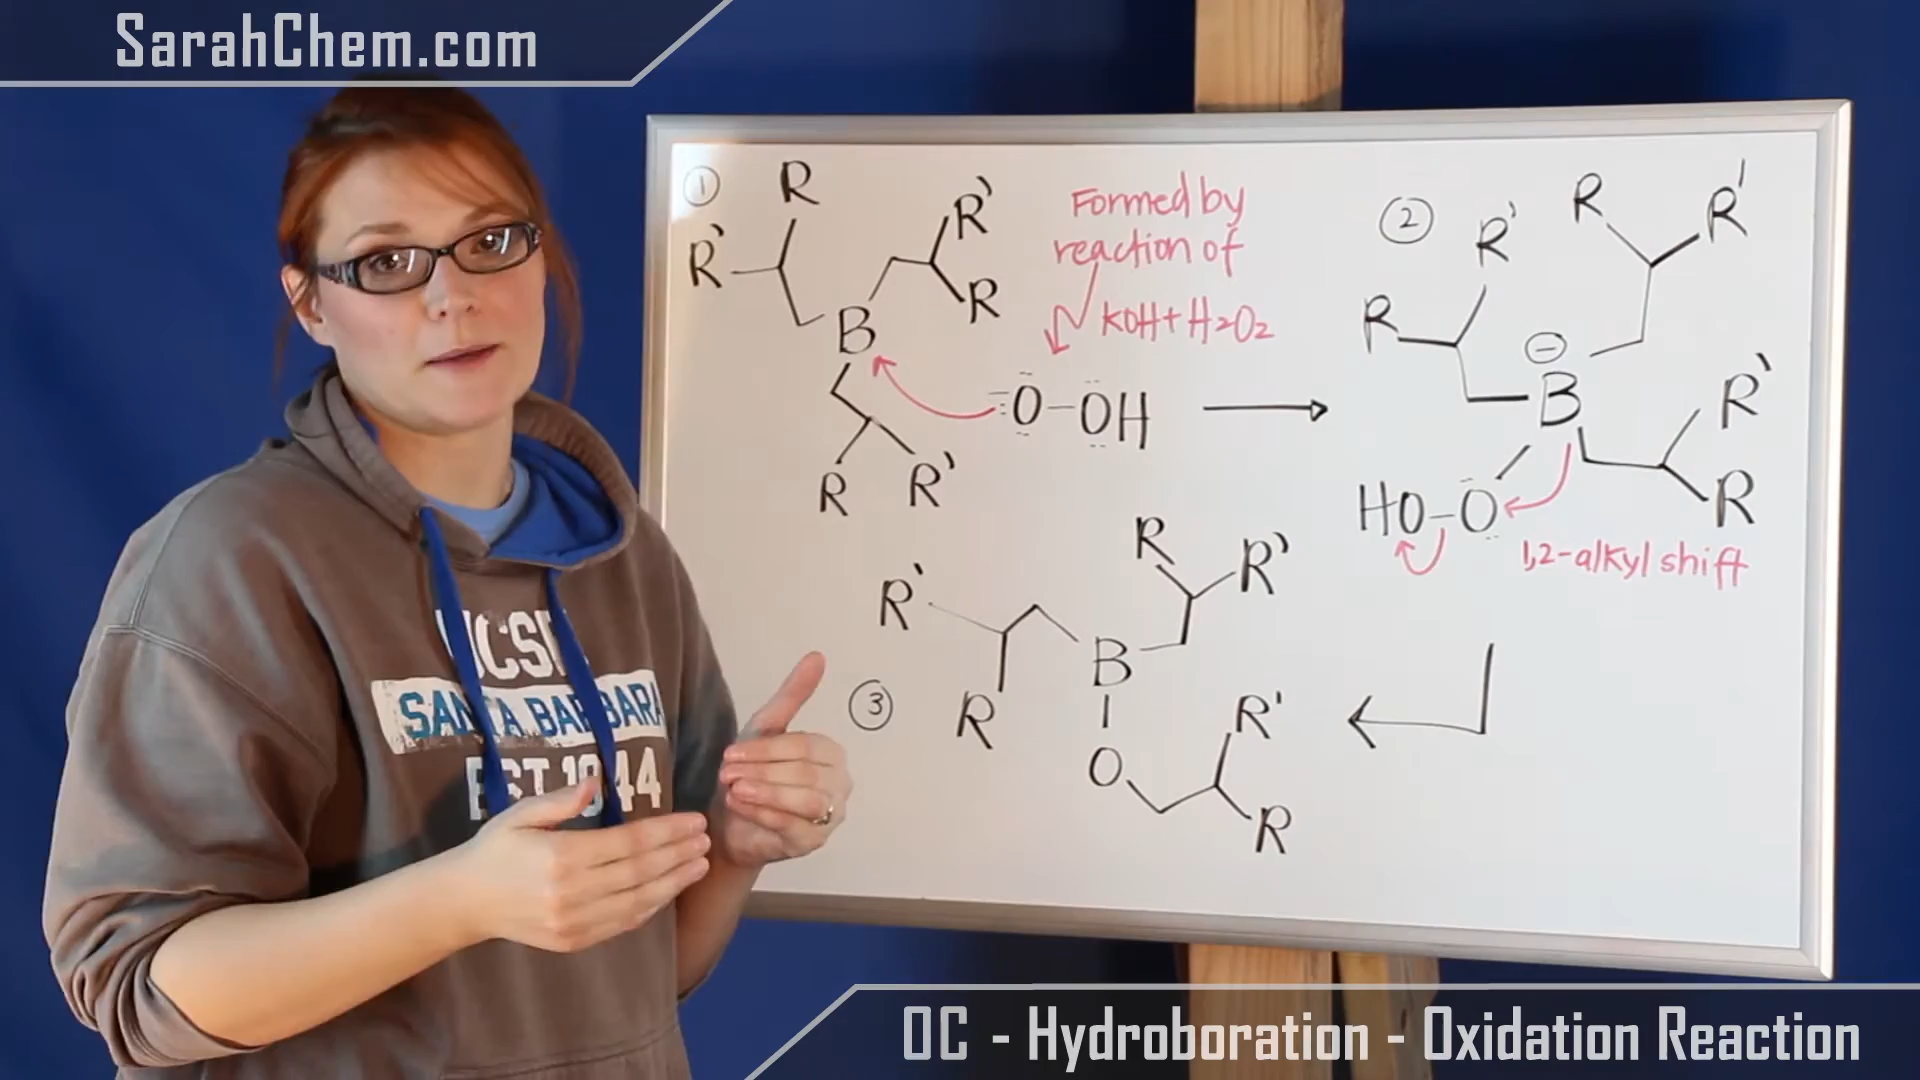 SarahChem.com
①
R
R'
R'
R
B
R
R'
Formed by
reaction of
KOH + H2O2
O-OH
②
R'
R
R
R'
⊖
B
R'
R
HO-O
1,2-alkyl shift
③
R'
R
B
R
R'
O
R'
R
UCSB
SANTA BARBARA
EST 1944
OC - Hydroboration - Oxidation Reaction